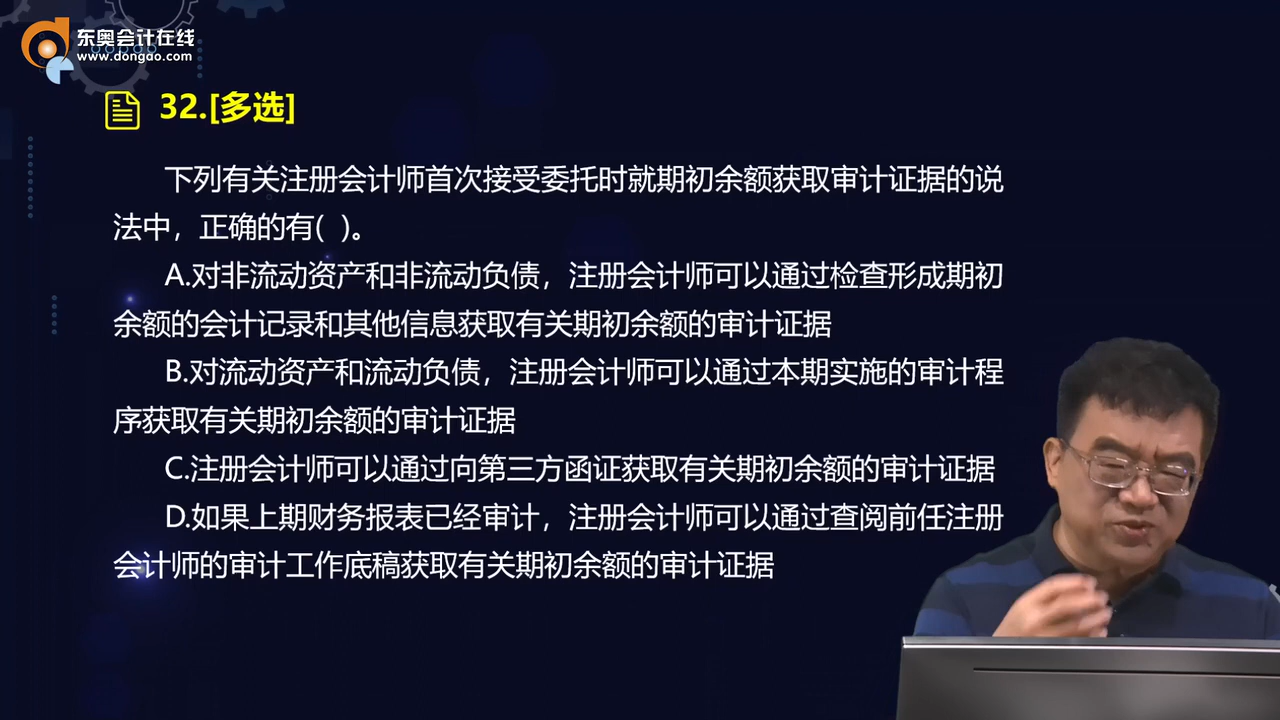 东奥会计在线
www.dongao.com
32.[多选]
下列有关注册会计师首次接受委托时就期初余额获取审计证据的说
法中，正确的有( )。
A.对非流动资产和非流动负债，注册会计师可以通过检查形成期初
余额的会计记录和其他信息获取有关期初余额的审计证据
B.对流动资产和流动负债，注册会计师可以通过本期实施的审计程
序获取有关期初余额的审计证据
C.注册会计师可以通过向第三方函证获取有关期初余额的审计证据
D.如果上期财务报表已经审计，注册会计师可以通过查阅前任注册
会计师的审计工作底稿获取有关期初余额的审计证据